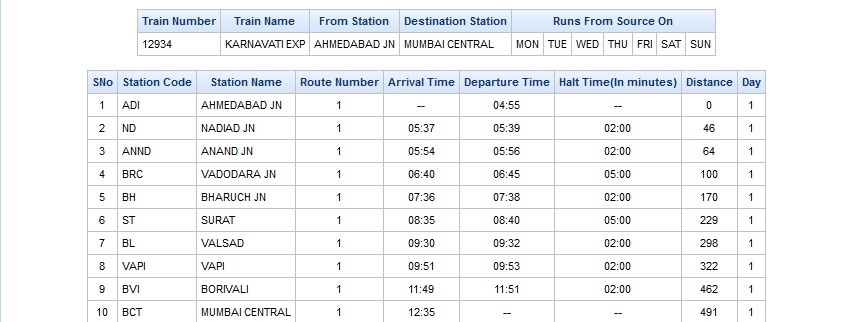 Train Number Train Name From Station Destination Station Runs From Source On
12934 KARNAVATI EXP AHMEDABAD JN MUMBAI CENTRAL MON TUE WED THU FRI SAT SUN
SNo Station Code Station Name Route Number Arrival Time Departure Time Halt Time(In minutes) Distance Day
1 ADI AHMEDABAD JN 1 -- 04:55 -- 0 1
2 ND NADIAD JN 1 05:37 05:39 02:00 46 1
3 ANND ANAND JN 1 05:54 05:56 02:00 64 1
4 BRC VADODARA JN 1 06:40 06:45 05:00 100 1
5 BH BHARUCH JN 1 07:36 07:38 02:00 170 1
6 ST SURAT 1 08:35 08:40 05:00 229 1
7 BL VALSAD 1 09:30 09:32 02:00 298 1
8 VAPI VAPI 1 09:51 09:53 02:00 322 1
9 BVI BORIVALI 1 11:49 11:51 02:00 462 1
10 BCT MUMBAI CENTRAL 1 12:35 -- -- 491 1